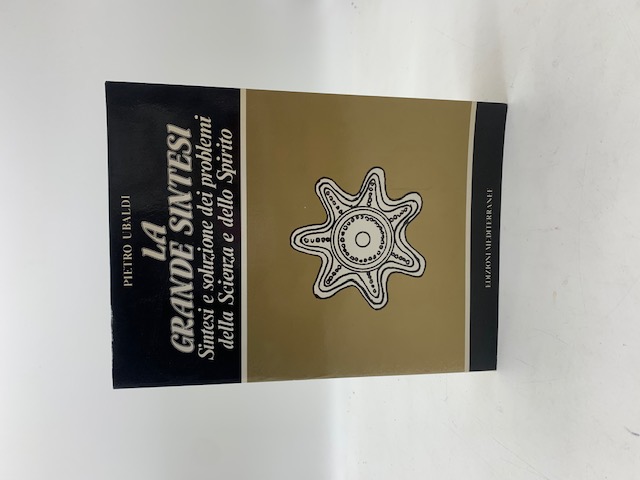 PIETRO UBALDI
LA
GRANDE SINTESI
Sintesi e soluzione dei problemi
della Scienza e dello Spirito
EDIZIONI MEDITERRANEE